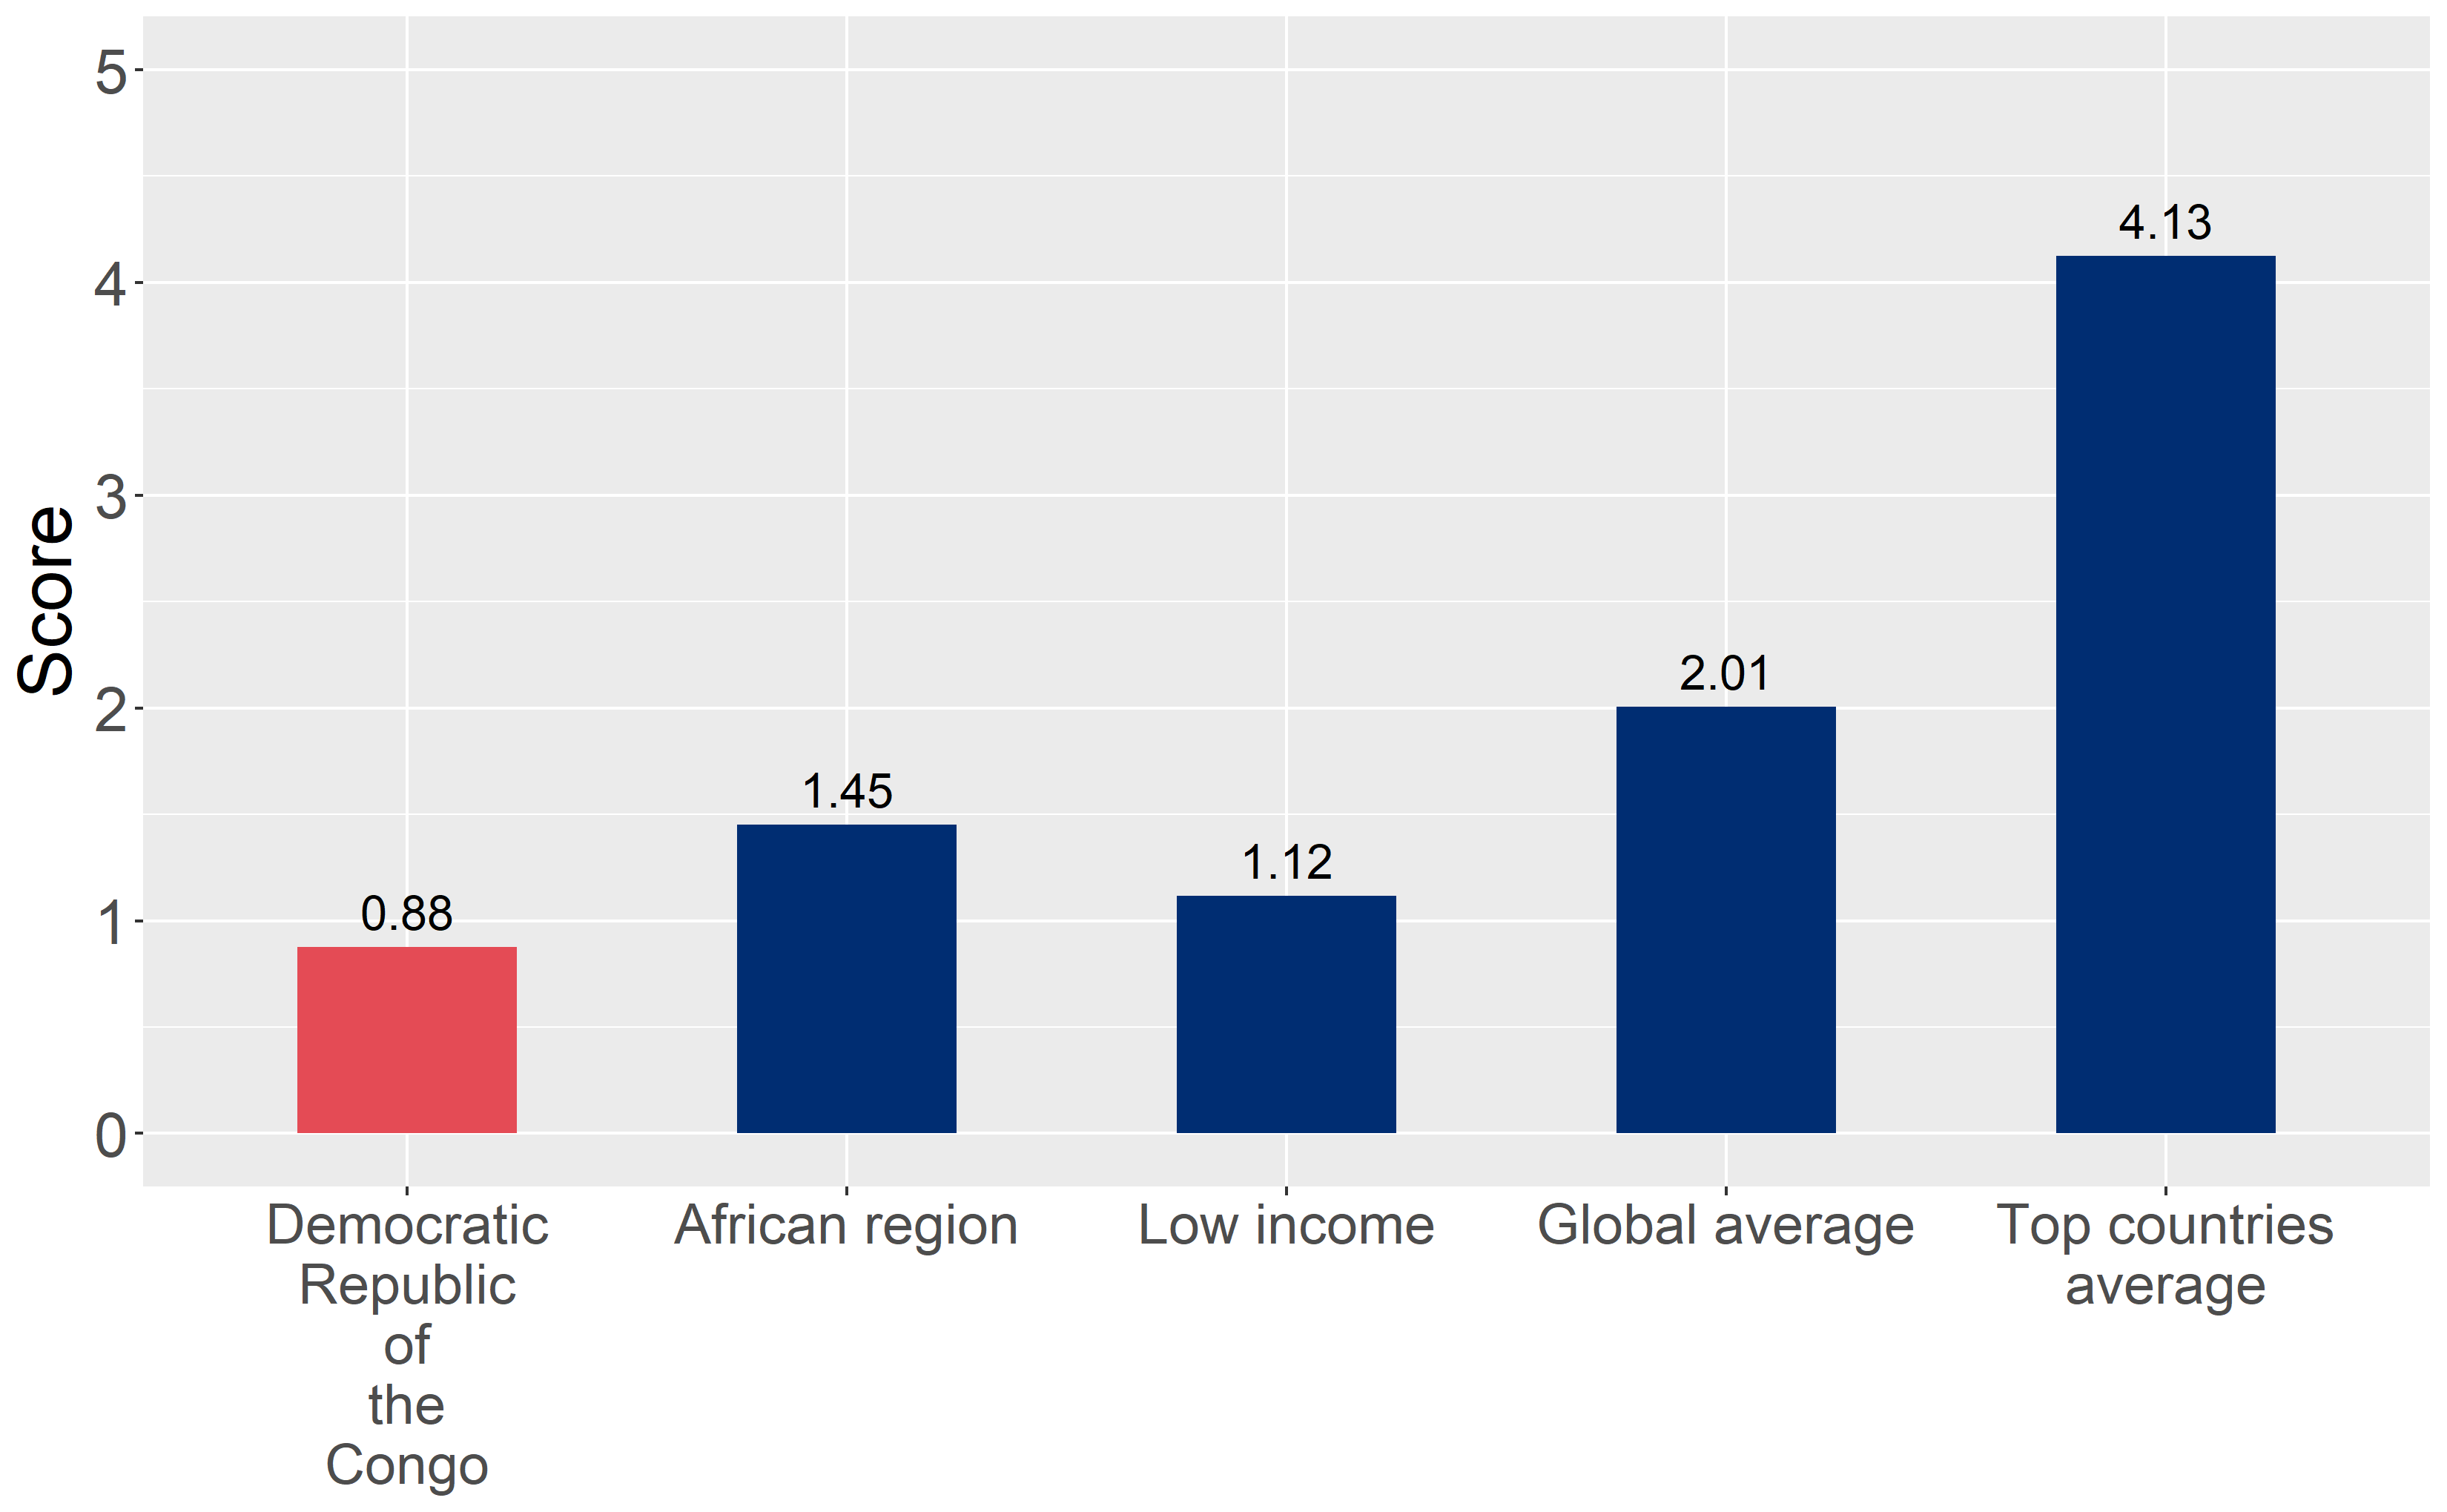 Score
5
4
3
2
1
0
0.88
1.45
1.12
2.01
4.13
Democratic
Republic
of
the
Congo
African region
Low income
Global average
Top countries
average